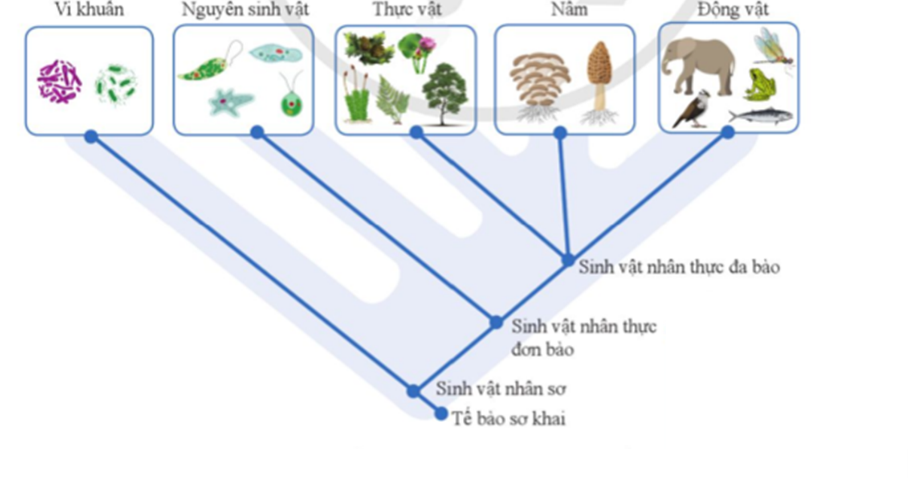 Vi khuẩn
Nguyên sinh vật
Thực vật
Nấm
Động vật
Sinh vật nhân thực đa bào
Sinh vật nhân thực
đơn bào
Sinh vật nhân sơ
Tế bào sơ khai